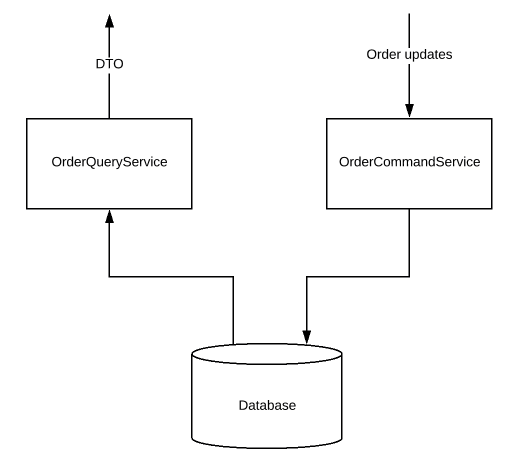 DTO
Order updates
OrderQueryService
OrderCommandService
Database